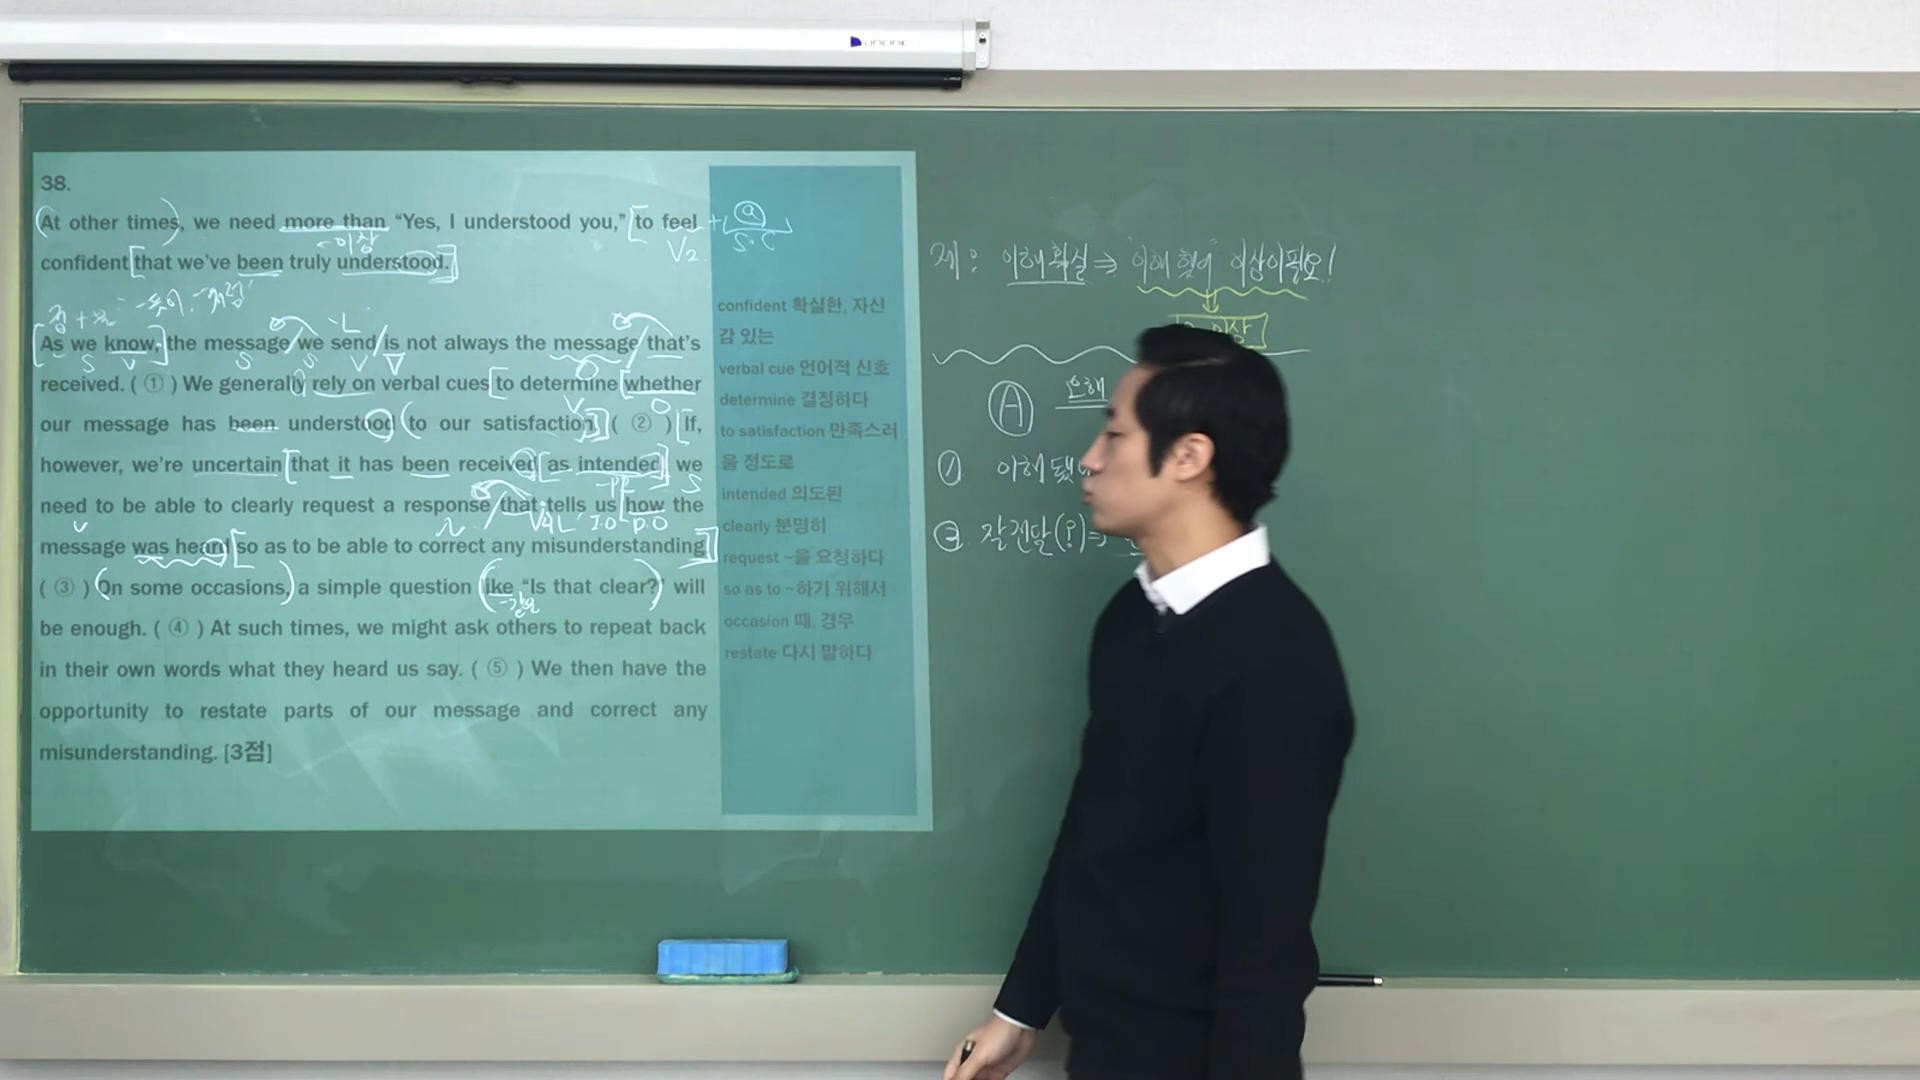 38.
At other times, we need more than “Yes, I understood you,” to feel
confident that we’ve been truly understood.
As we know, the message we send is not always the message that’s
received. ( ① ) We generally rely on verbal cues to determine whether
our message has been understood to our satisfaction. ( ② ) If,
however, we’re uncertain that it has been received as intended, we
need to be able to clearly request a response that tells us how the
message was heard so as to be able to correct any misunderstanding.
( ③ ) On some occasions, a simple question like “Is that clear?” will
be enough. ( ④ ) At such times, we might ask others to repeat back
in their own words what they heard us say. ( ⑤ ) We then have the
opportunity to restate parts of our message and correct any
misunderstanding. [3점]
confident 확실한, 자신
감 있는
verbal cue 언어적 신호
determine 결정하다
to satisfaction 만족스러
울 정도로
intended 의도된
clearly 분명히
request ~을 요청하다
so as to ~하기 위해서
occasion 때, 경우
restate 다시 말하다
+ ⓐ
S·C
V2
~이상
S V S S V V
I.O D.O
제: 이해확실 ⇒ "이해했어" 이상이 필요!
이상
Ⓐ 오해
① 이해됐
② 잘전달(?)⇒